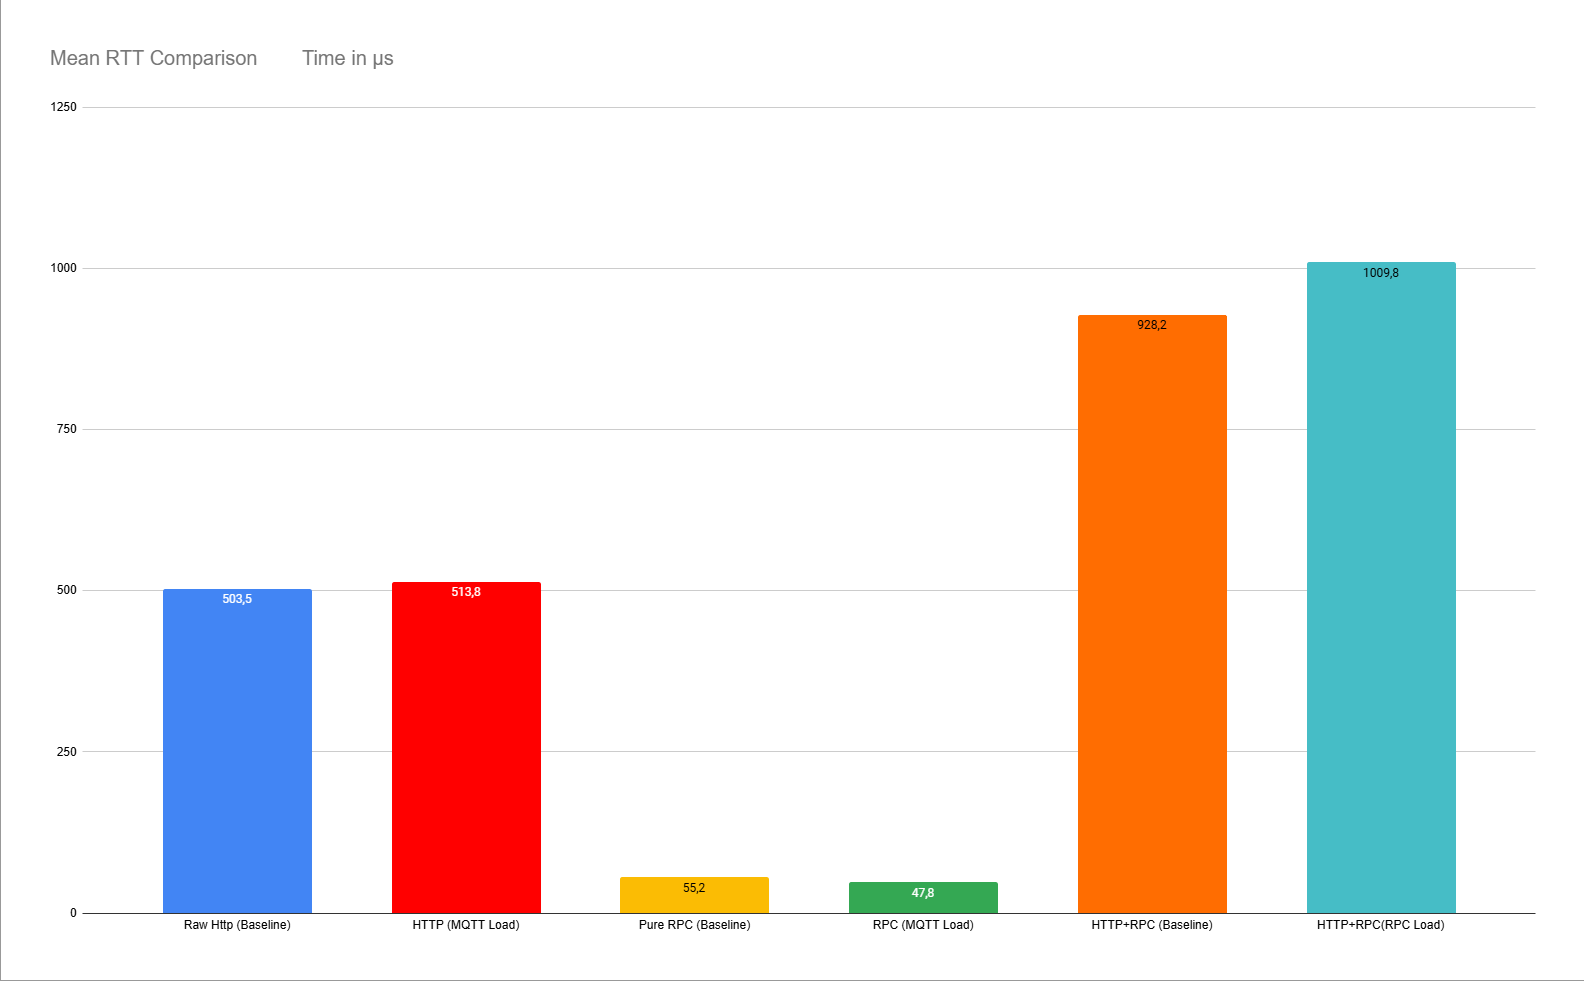 Mean RTT Comparison Time in µs
1250
1000
750
500
250
0
503,5
513,8
55,2
47,8
928,2
1009,8
Raw Http (Baseline)
HTTP (MQTT Load)
Pure RPC (Baseline)
RPC (MQTT Load)
HTTP+RPC (Baseline)
HTTP+RPC(RPC Load)